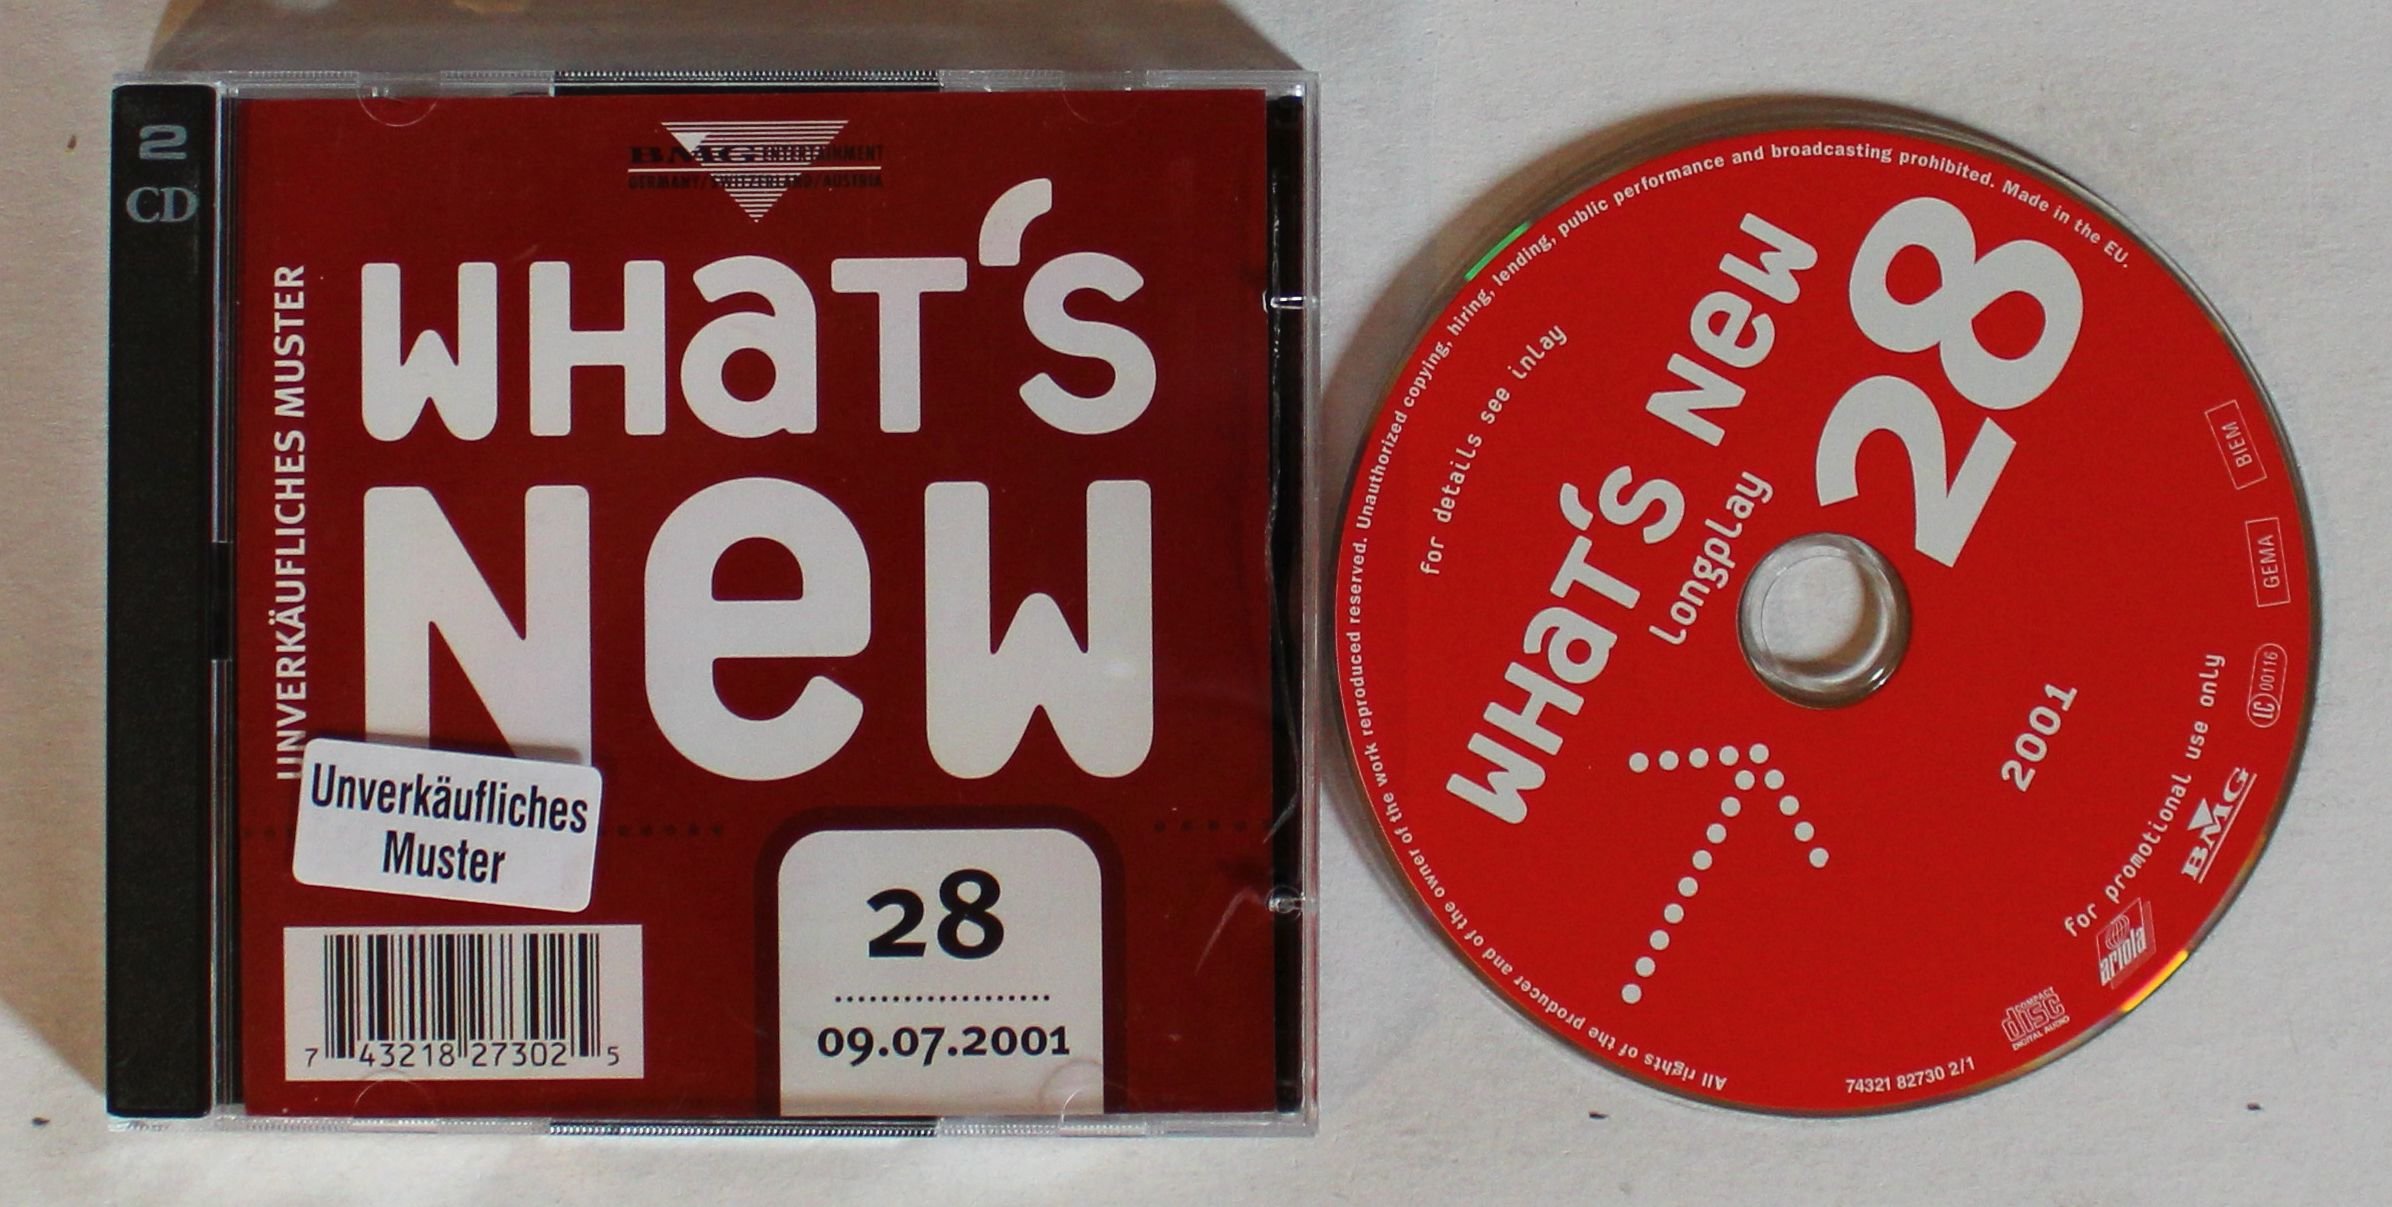 2
CD
BMG ENTERTAINMENT
GERMANY/SWITZERLAND/AUSTRIA
WHaT'S
New
UNVERKÄUFLICHES MUSTER
Unverkäufliches
Muster
7 43218 27302 5
28
09.07.2001
All rights of the producer and of the owner of the work reproduced reserved. Unauthorized copying, hiring, lending, public performance and broadcasting prohibited. Made in the EU.
for details see inlay
WHaT'S New
Longplay
28
2001
BIEM
GEMA
LC 00116
for promotional use only
BMG
ariola
COMPACT
disc
DIGITAL AUDIO
74321 82730 2/1